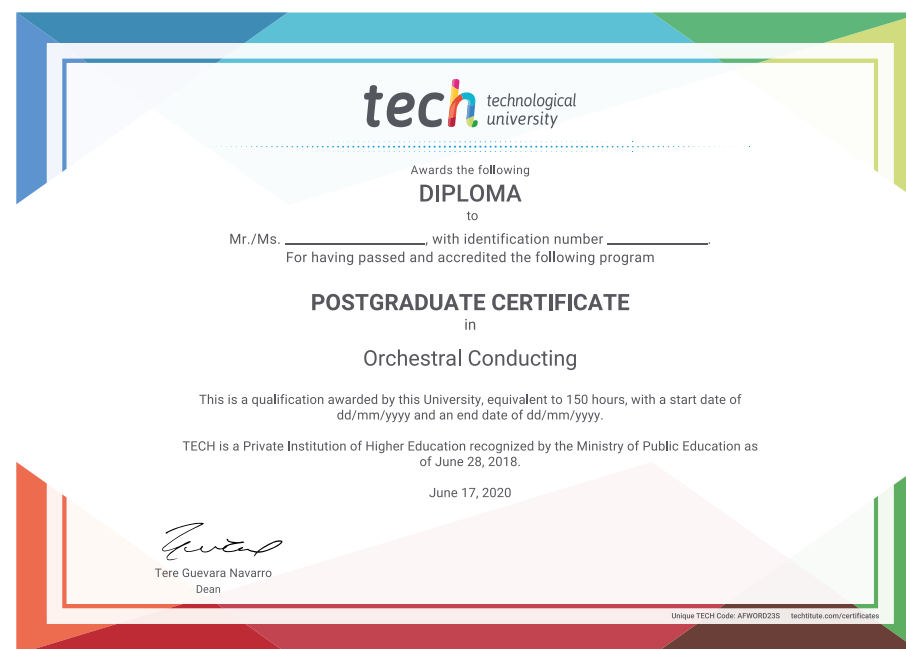 tech technological
university
Awards the following
DIPLOMA
to
Mr./Ms. ____________________, with identification number ______________.
For having passed and accredited the following program
POSTGRADUATE CERTIFICATE
in
Orchestral Conducting
This is a qualification awarded by this University, equivalent to 150 hours, with a start date of
dd/mm/yyyy and an end date of dd/mm/yyyy.
TECH is a Private Institution of Higher Education recognized by the Ministry of Public Education as
of June 28, 2018.
June 17, 2020
Tere Guevara Navarro
Dean
Unique TECH Code: AFWORD23S techtitute.com/certificates